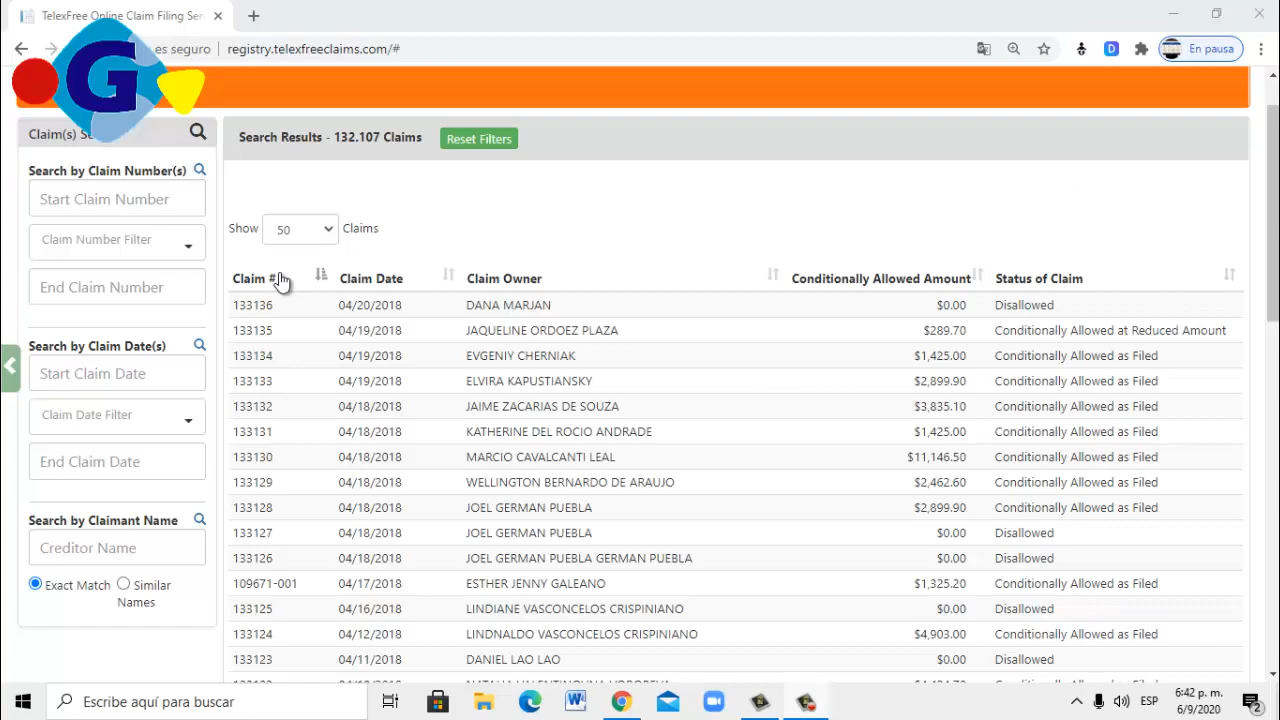 TelexFree Online Claim Filing Ser
es seguro
registry.telexfreeclaims.com/#
En pausa
G
Search Results - 132.107 Claims
Reset Filters
Claim(s) S
Search by Claim Number(s)
Start Claim Number
Claim Number Filter
End Claim Number
Search by Claim Date(s)
Start Claim Date
Claim Date Filter
End Claim Date
Search by Claimant Name
Creditor Name
Exact Match
Similar
Names
Show 50 Claims
Claim # Claim Date Claim Owner Conditionally Allowed Amount Status of Claim
133136 04/20/2018 DANA MARJAN $0.00 Disallowed
133135 04/19/2018 JAQUELINE ORDOEZ PLAZA $289.70 Conditionally Allowed at Reduced Amount
133134 04/19/2018 EVGENIY CHERNIAK $1,425.00 Conditionally Allowed as Filed
133133 04/19/2018 ELVIRA KAPUSTIANSKY $2,899.90 Conditionally Allowed as Filed
133132 04/18/2018 JAIME ZACARIAS DE SOUZA $3,835.10 Conditionally Allowed as Filed
133131 04/18/2018 KATHERINE DEL ROCIO ANDRADE $1,425.00 Conditionally Allowed as Filed
133130 04/18/2018 MARCIO CAVALCANTI LEAL $11,146.50 Conditionally Allowed as Filed
133129 04/18/2018 WELLINGTON BERNARDO DE ARAUJO $2,462.60 Conditionally Allowed as Filed
133128 04/18/2018 JOEL GERMAN PUEBLA $2,899.90 Conditionally Allowed as Filed
133127 04/18/2018 JOEL GERMAN PUEBLA $0.00 Disallowed
133126 04/18/2018 JOEL GERMAN PUEBLA GERMAN PUEBLA $0.00 Disallowed
109671-001 04/17/2018 ESTHER JENNY GALEANO $1,325.20 Conditionally Allowed as Filed
133125 04/16/2018 LINDIANE VASCONCELOS CRISPINIANO $0.00 Disallowed
133124 04/12/2018 LINDNALDO VASCONCELOS CRISPINIANO $4,903.00 Conditionally Allowed as Filed
133123 04/11/2018 DANIEL LAO LAO $0.00 Disallowed
Escribe aquí para buscar
ESP
6:42 p. m.
6/9/2020
2